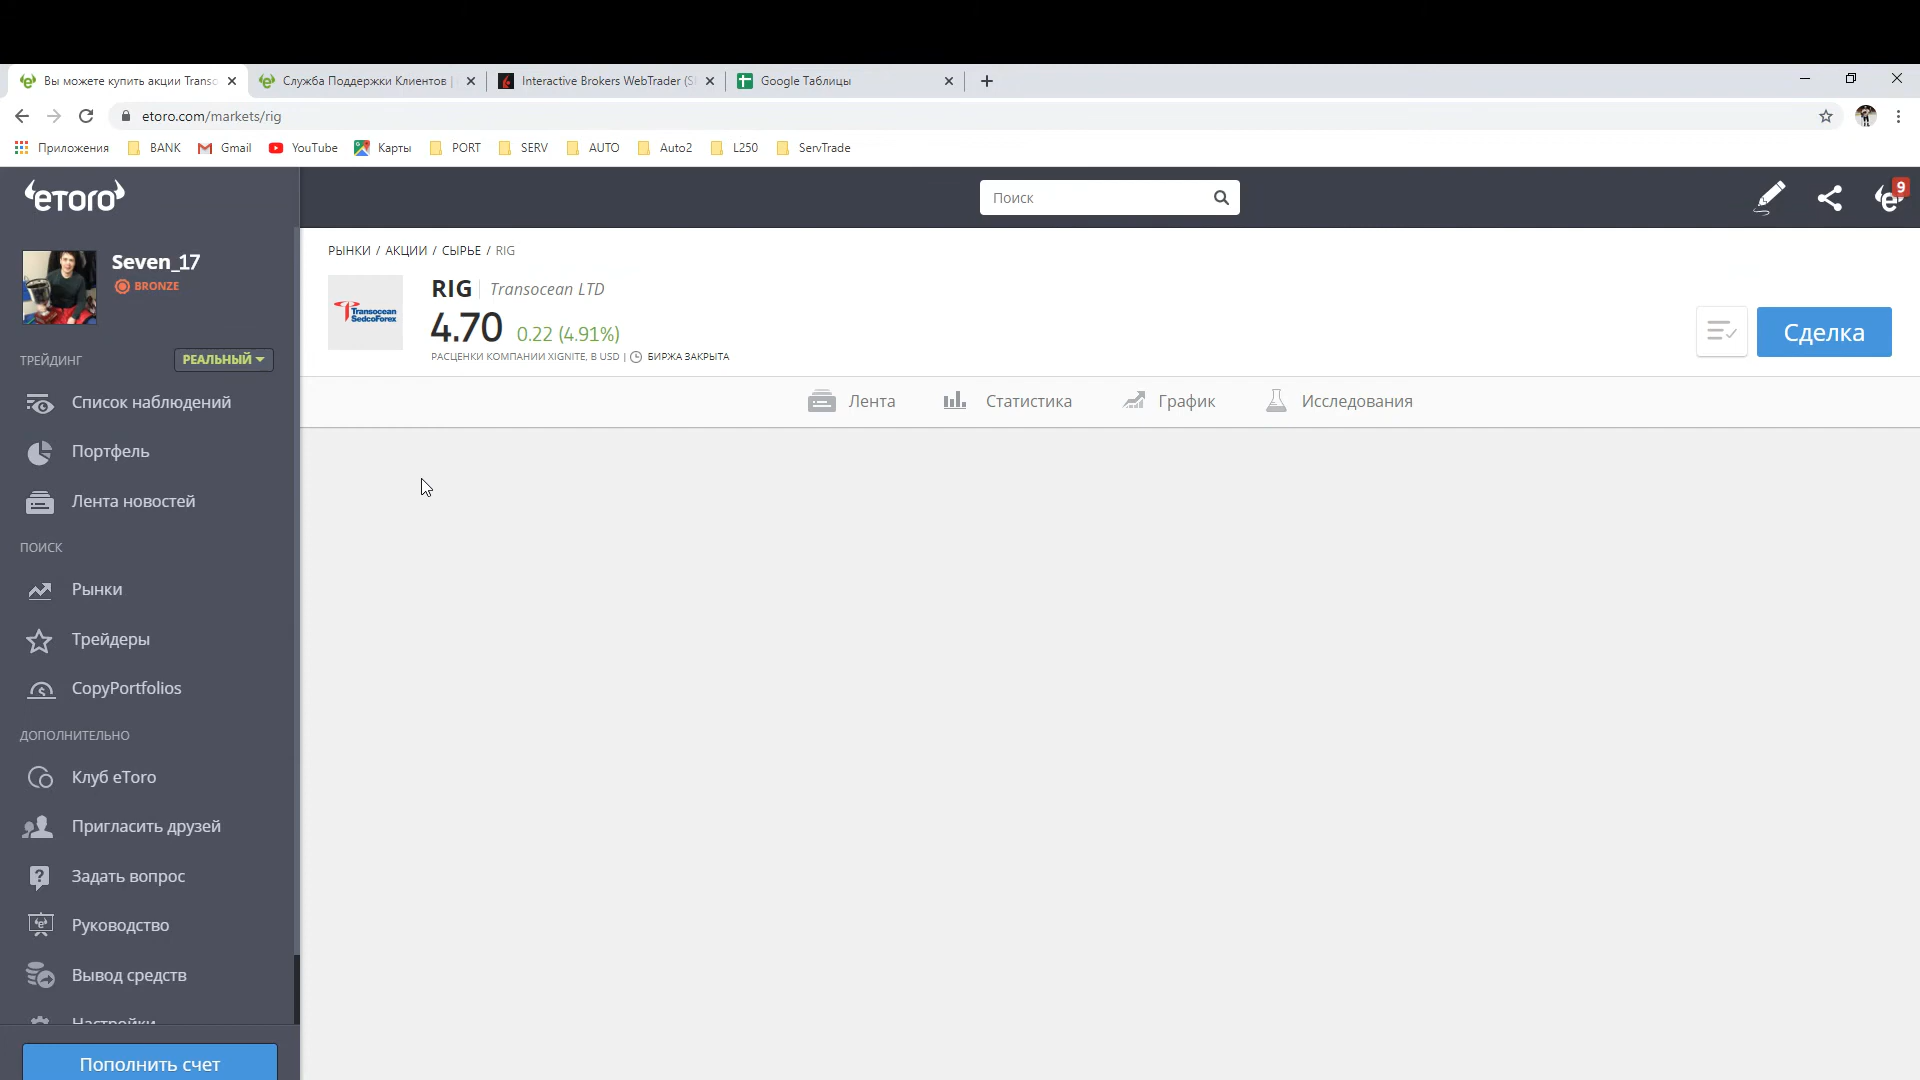 Вы можете купить акции Transo
Служба Поддержки Клиентов |
Interactive Brokers WebTrader (S
Google Таблицы
etoro.com/markets/rig
Приложения
BANK
Gmail
YouTube
Карты
PORT
SERV
AUTO
Auto2
L250
ServTrade
eToro
Поиск
9
Seven_17
BRONZE
ТРЕЙДИНГ
РЕАЛЬНЫЙ
Список наблюдений
Портфель
Лента новостей
ПОИСК
Рынки
Трейдеры
CopyPortfolios
ДОПОЛНИТЕЛЬНО
Клуб eToro
Пригласить друзей
Задать вопрос
Руководство
Вывод средств
Настройки
Пополнить счет
РЫНКИ / АКЦИИ / СЫРЬЕ / RIG
Transocean
SedcoForex
RIG
Transocean LTD
4.70
0.22 (4.91%)
РАСЦЕНКИ КОМПАНИИ XIGNITE, В USD |
БИРЖА ЗАКРЫТА
Сделка
Лента
Статистика
График
Исследования